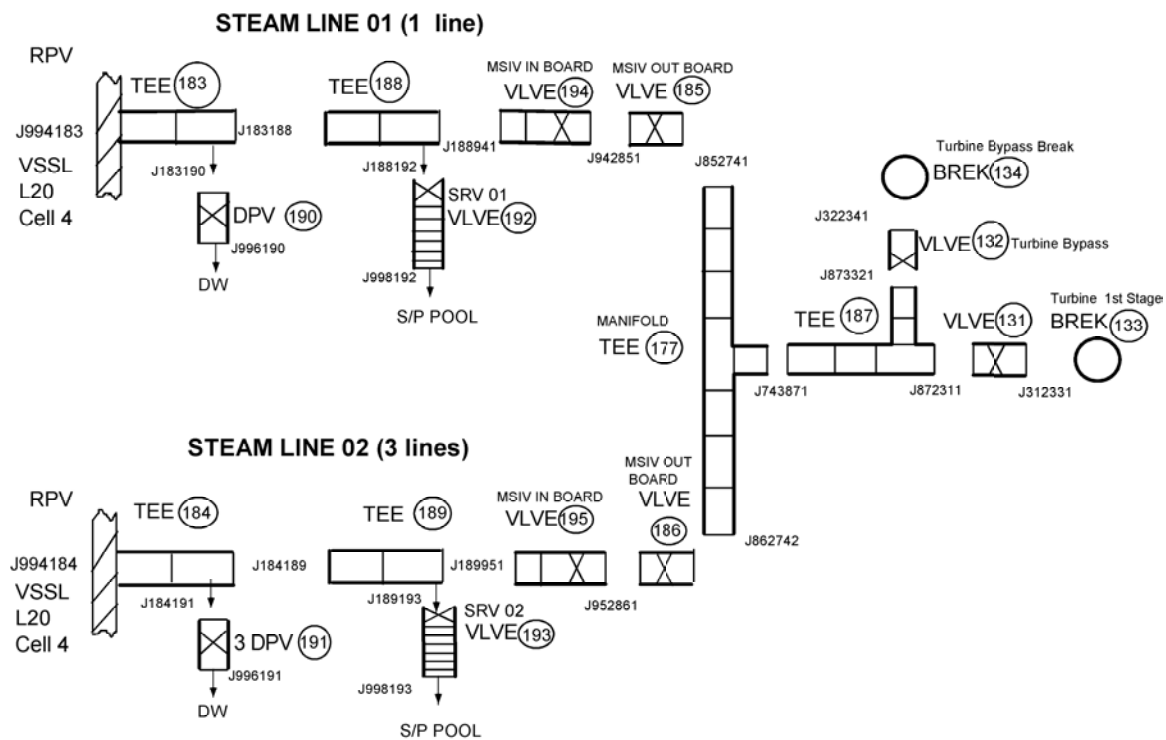 STEAM LINE 01 (1 line)
RPV
TEE 183
TEE 188
MSIV IN BOARD
VLVE 194
MSIV OUT BOARD
VLVE 185
J994183
J183188
J188941
J942851
J852741
VSSL
L20
Cell 4
J183190
DPV 190
J996190
DW
J188192
SRV 01
VLVE 192
J998192
S/P POOL
Turbine Bypass Break
BREK 134
J322341
VLVE 132 Turbine Bypass
J873321
MANIFOLD
TEE 177
TEE 187
VLVE 131
Turbine 1st Stage
BREK 133
J743871
J872311
J312331
STEAM LINE 02 (3 lines)
RPV
TEE 184
TEE 189
MSIV IN BOARD
VLVE 195
MSIV OUT
BOARD
VLVE
186
J862742
J994184
J184189
J189951
J952861
VSSL
L20
Cell 4
J184191
3 DPV 191
J996191
DW
J189193
SRV 02
VLVE 193
J998193
S/P POOL